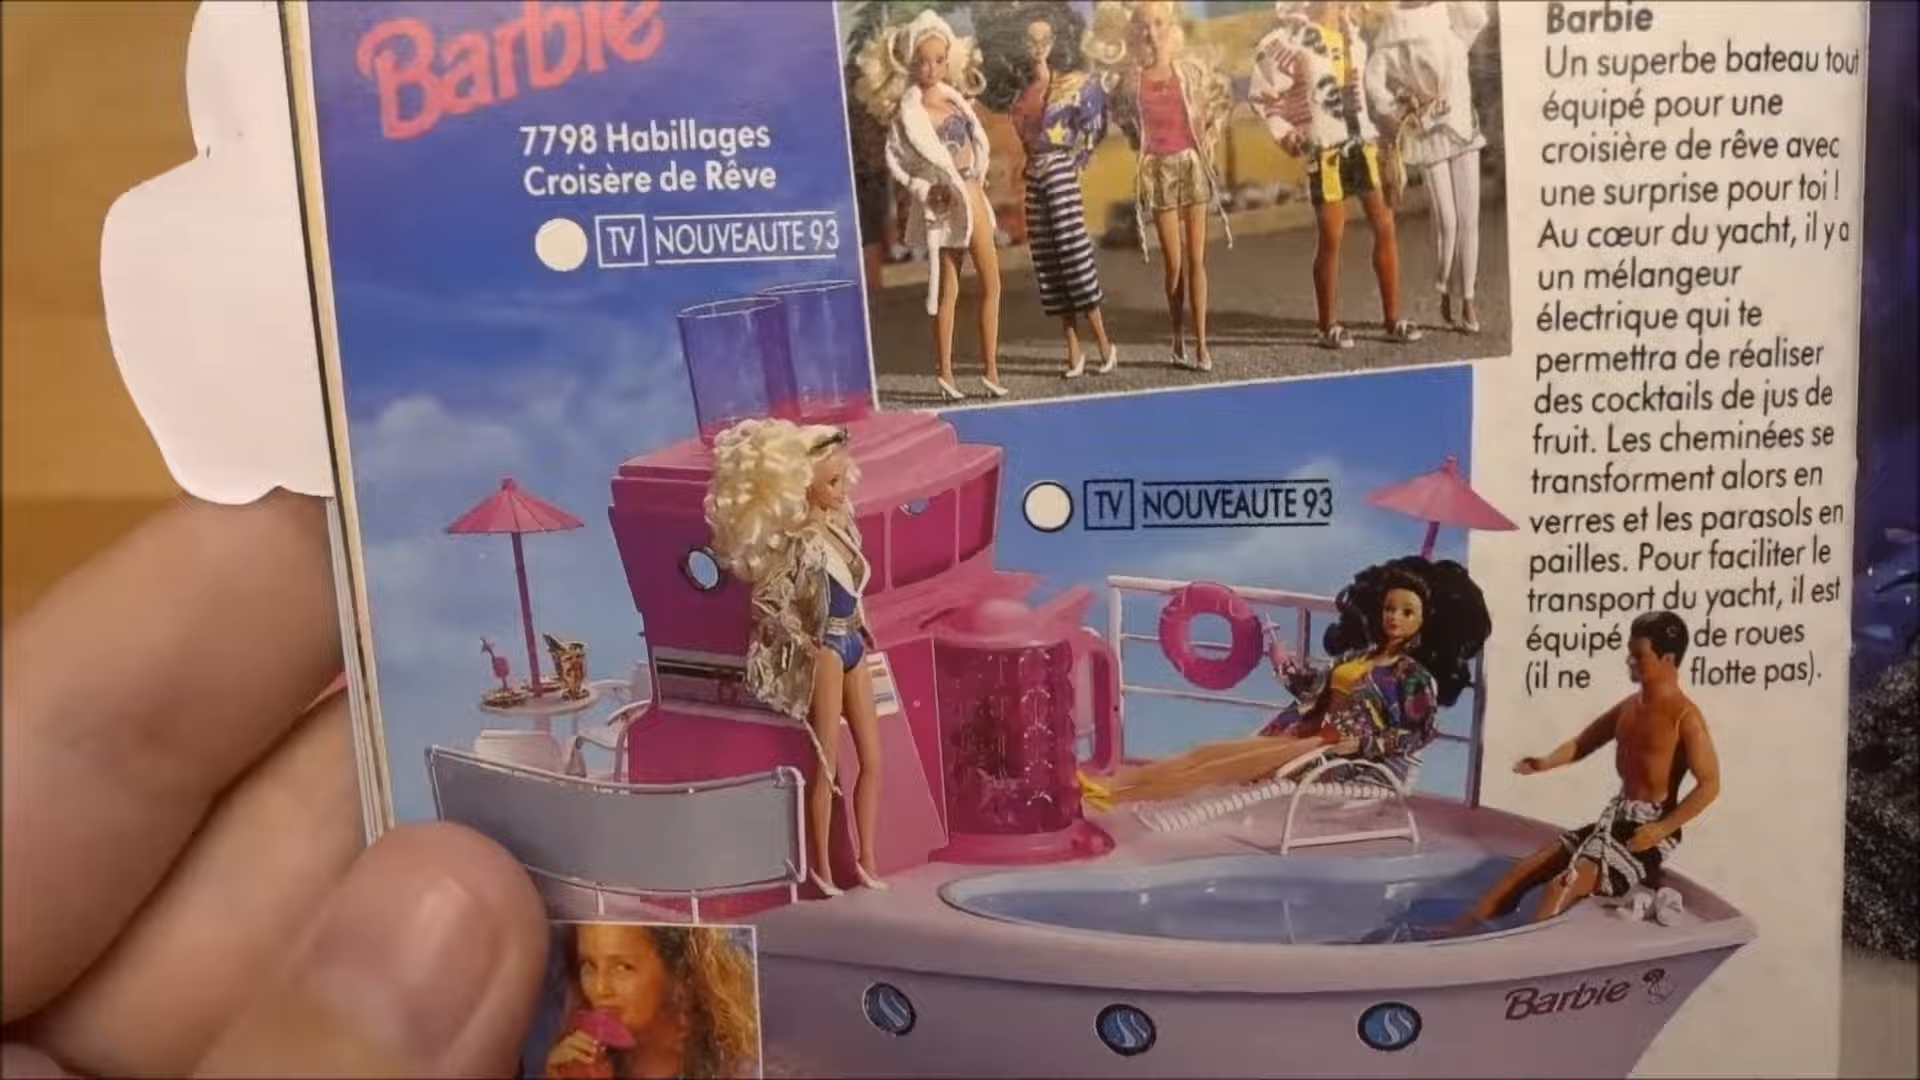 Barbie
7798 Habillages
Croisère de Rêve
TV NOUVEAUTE 93
TV NOUVEAUTE 93
Barbie
Un superbe bateau tout
équipé pour une
croisière de rêve avec
une surprise pour toi !
Au cœur du yacht, il y a
un mélangeur
électrique qui te
permettra de réaliser
des cocktails de jus de
fruit. Les cheminées se
transforment alors en
verres et les parasols en
pailles. Pour faciliter le
transport du yacht, il est
équipé de roues
(il ne flotte pas).
Barbie